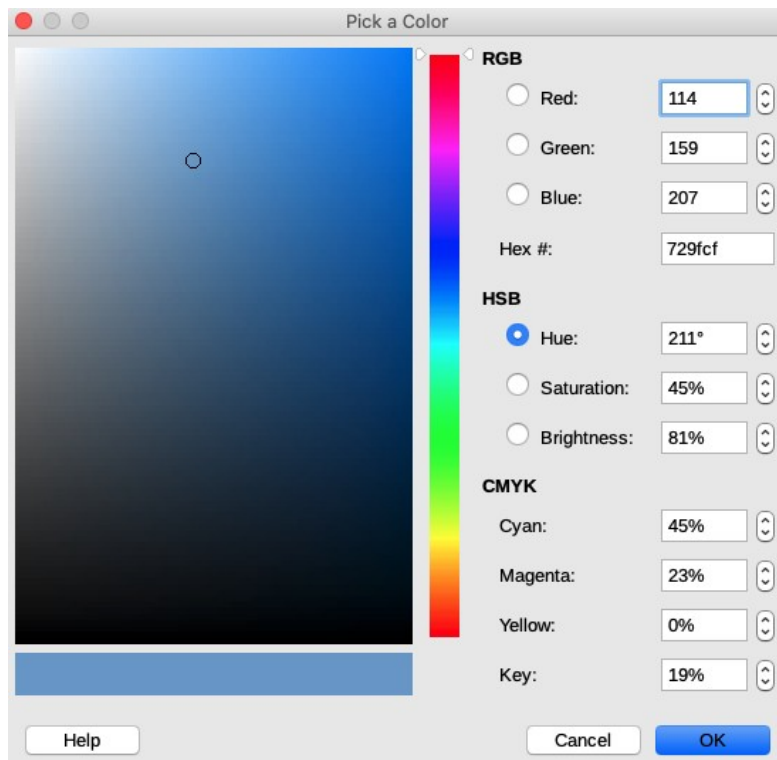 Pick a Color
RGB
Red: 114
Green: 159
Blue: 207
Hex #: 729fcf
HSB
Hue: 211°
Saturation: 45%
Brightness: 81%
CMYK
Cyan: 45%
Magenta: 23%
Yellow: 0%
Key: 19%
Help Cancel OK